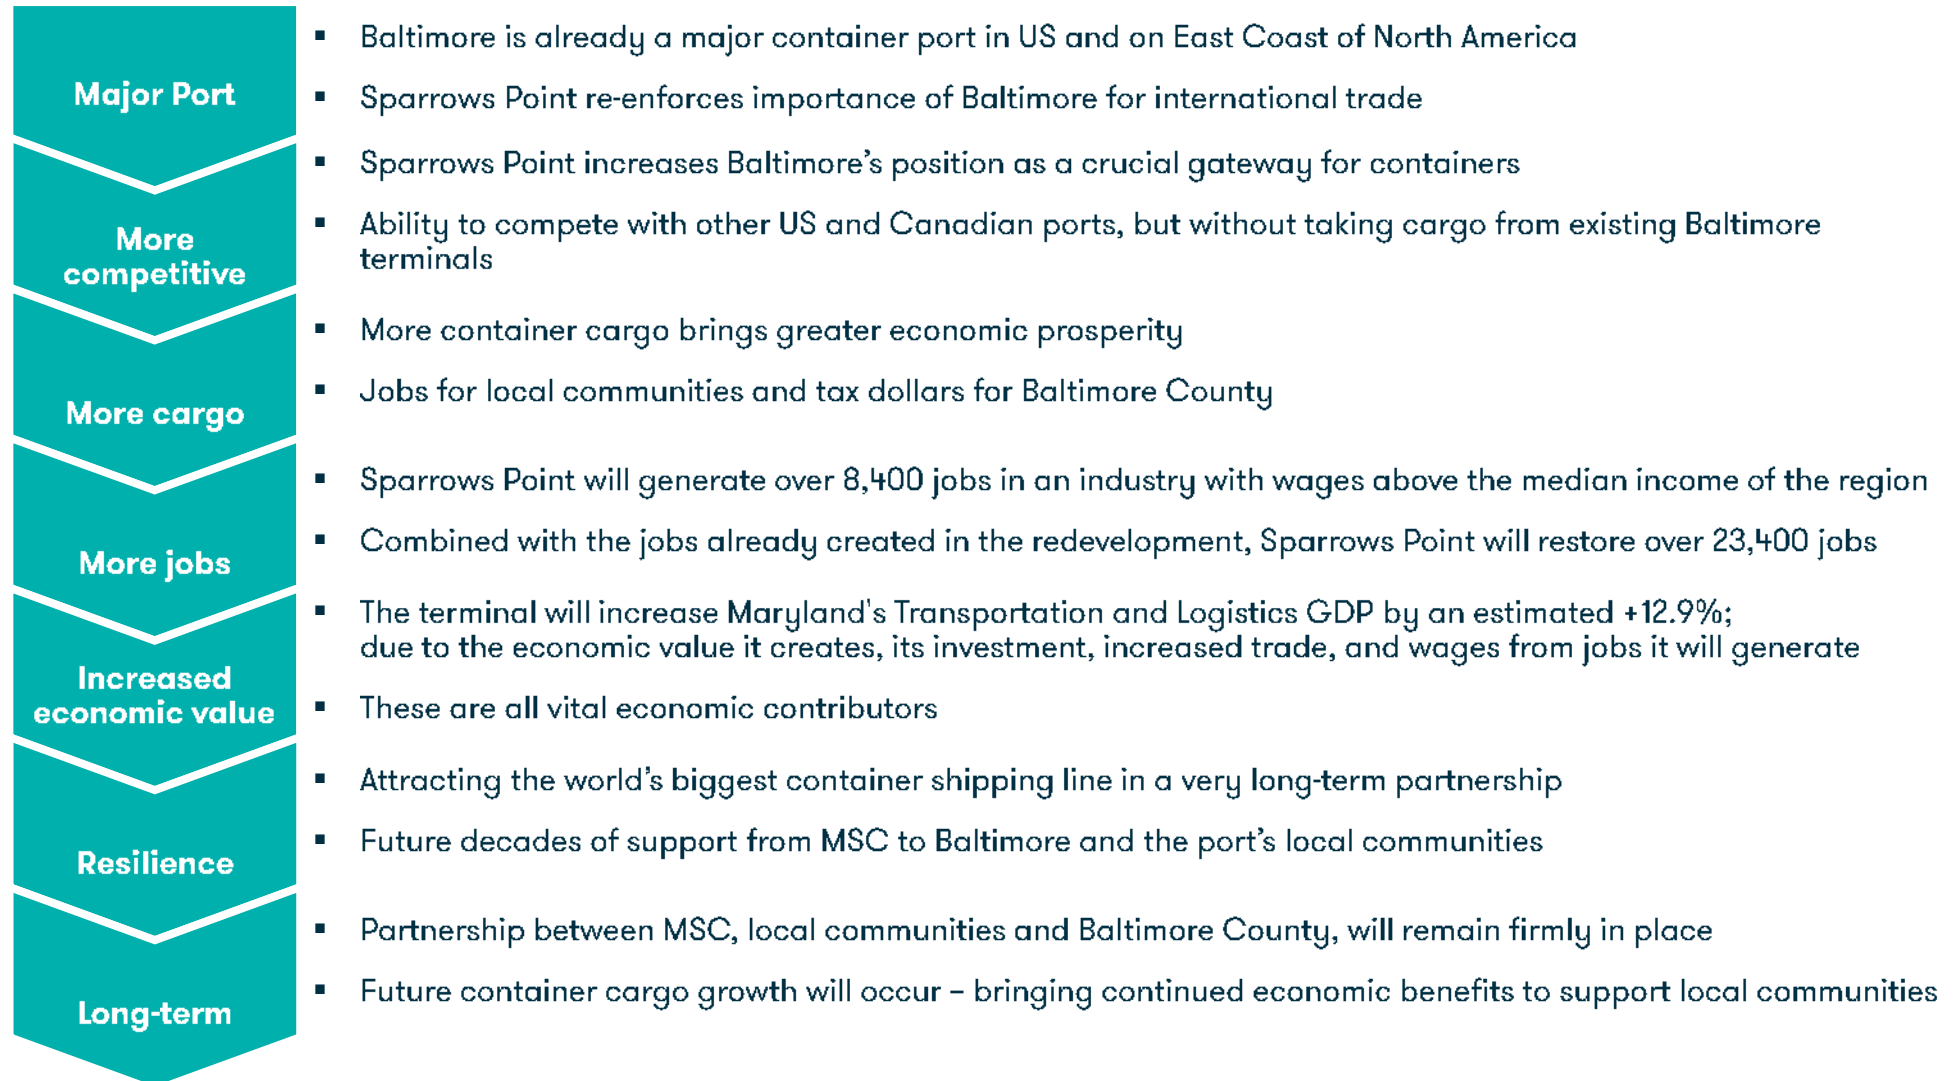 Major Port
▪ Baltimore is already a major container port in US and on East Coast of North America
▪ Sparrows Point re-enforces importance of Baltimore for international trade
More
competitive
▪ Sparrows Point increases Baltimore’s position as a crucial gateway for containers
▪ Ability to compete with other US and Canadian ports, but without taking cargo from existing Baltimore
terminals
More cargo
▪ More container cargo brings greater economic prosperity
▪ Jobs for local communities and tax dollars for Baltimore County
More jobs
▪ Sparrows Point will generate over 8,400 jobs in an industry with wages above the median income of the region
▪ Combined with the jobs already created in the redevelopment, Sparrows Point will restore over 23,400 jobs
Increased
economic value
▪ The terminal will increase Maryland's Transportation and Logistics GDP by an estimated +12.9%;
due to the economic value it creates, its investment, increased trade, and wages from jobs it will generate
▪ These are all vital economic contributors
Resilience
▪ Attracting the world’s biggest container shipping line in a very long-term partnership
▪ Future decades of support from MSC to Baltimore and the port’s local communities
Long-term
▪ Partnership between MSC, local communities and Baltimore County, will remain firmly in place
▪ Future container cargo growth will occur – bringing continued economic benefits to support local communities